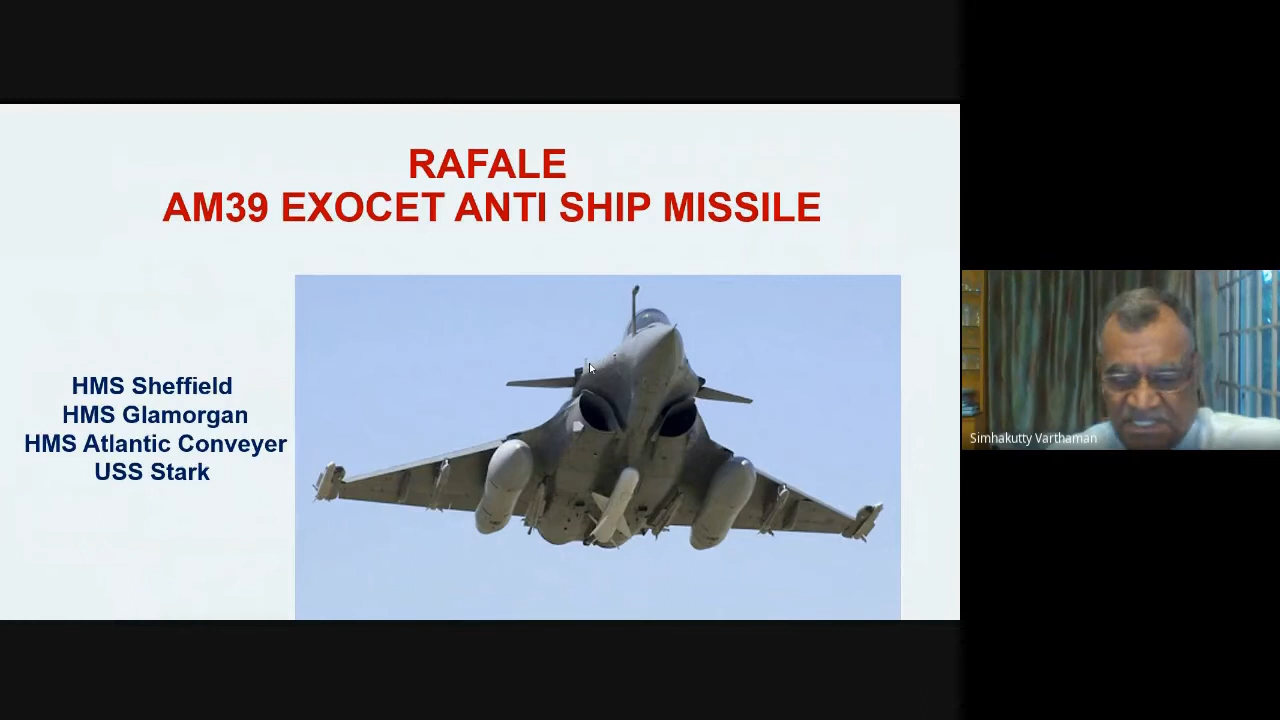 RAFALE
AM39 EXOCET ANTI SHIP MISSILE
HMS Sheffield
HMS Glamorgan
HMS Atlantic Conveyer
USS Stark
Simhakutty Varthaman